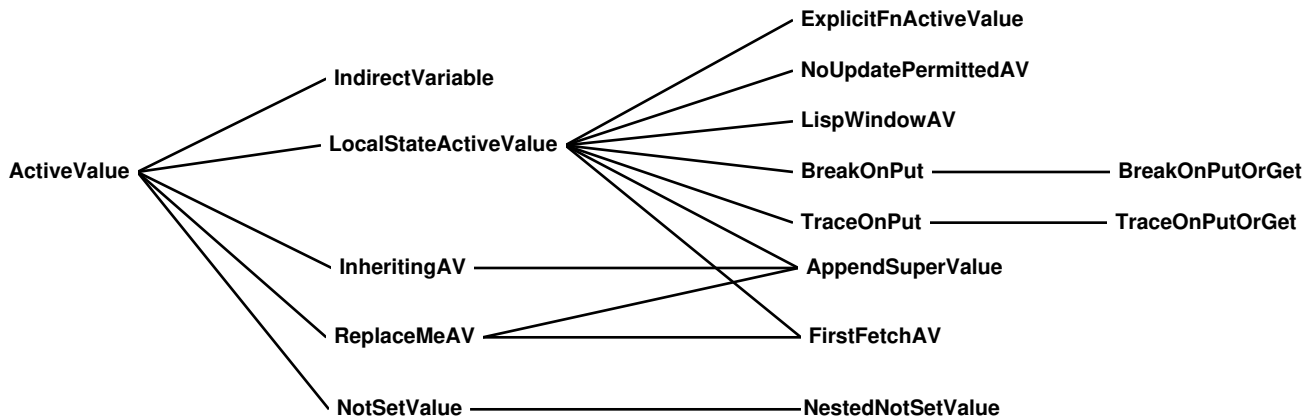 ExplicitFnActiveValue
IndirectVariable
NoUpdatePermittedAV
LispWindowAV
LocalStateActiveValue
ActiveValue
BreakOnPut
BreakOnPutOrGet
TraceOnPut
TraceOnPutOrGet
InheritingAV
AppendSuperValue
ReplaceMeAV
FirstFetchAV
NotSetValue
NestedNotSetValue